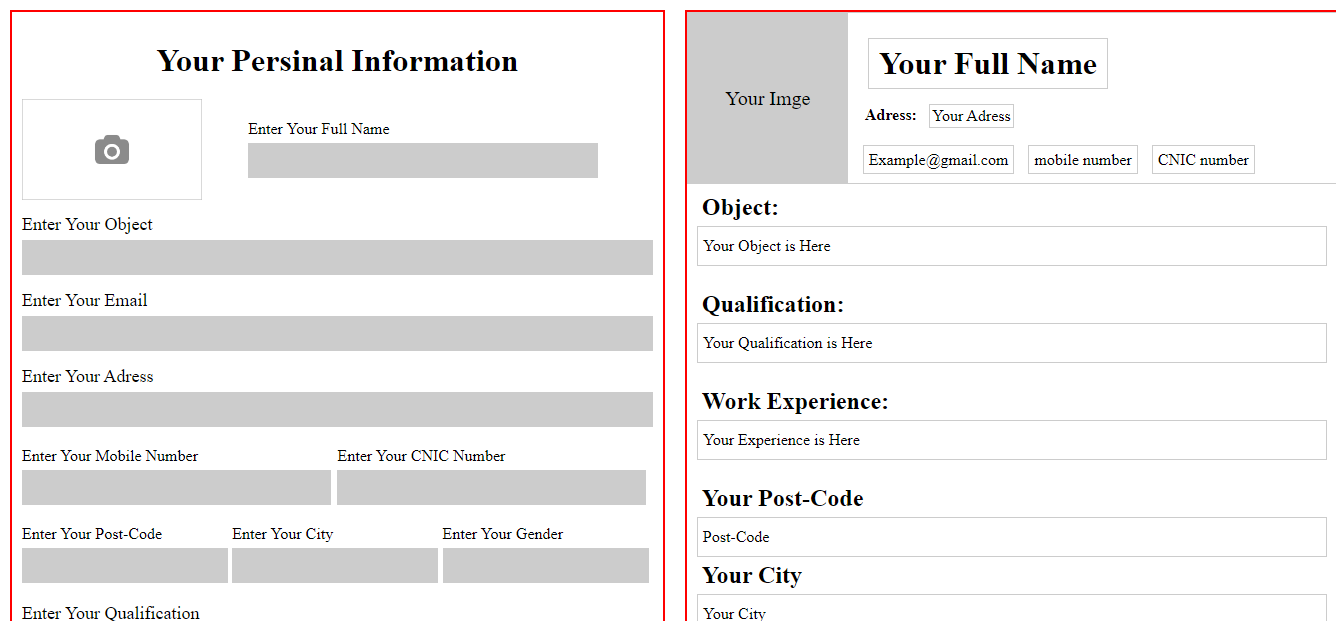 Your Persinal Information
Enter Your Full Name
Enter Your Object
Enter Your Email
Enter Your Adress
Enter Your Mobile Number Enter Your CNIC Number
Enter Your Post-Code Enter Your City Enter Your Gender
Enter Your Qualification
Your Imge
Your Full Name
Adress: Your Adress
Example@gmail.com mobile number CNIC number
Object:
Your Object is Here
Qualification:
Your Qualification is Here
Work Experience:
Your Experience is Here
Your Post-Code
Post-Code
Your City
Your City